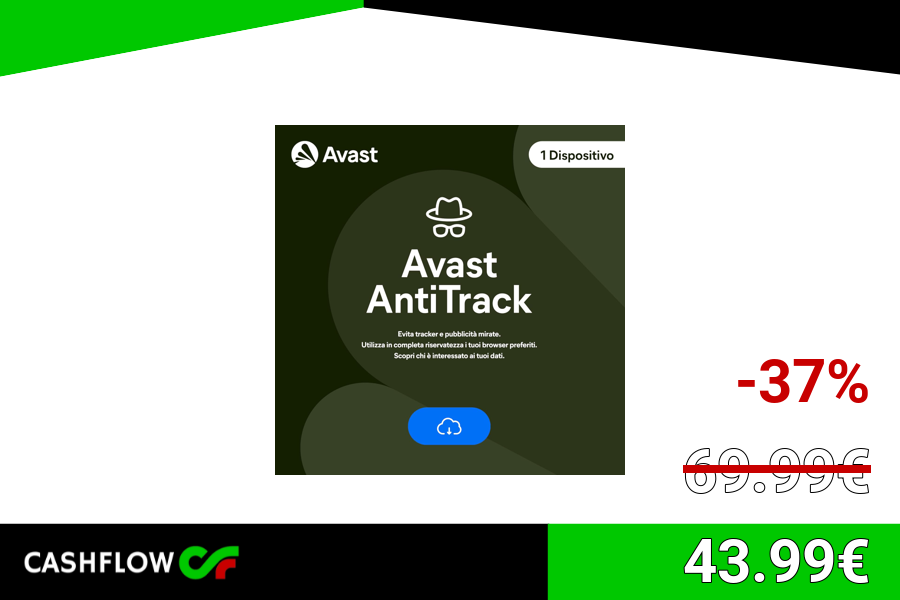 Avast
1 Dispositivo
Avast
AntiTrack
Evita tracker e pubblicità mirate.
Utilizza in completa riservatezza i tuoi browser preferiti.
Scopri chi è interessato ai tuoi dati.
-37%
69.99€
CASHFLOW
43.99€